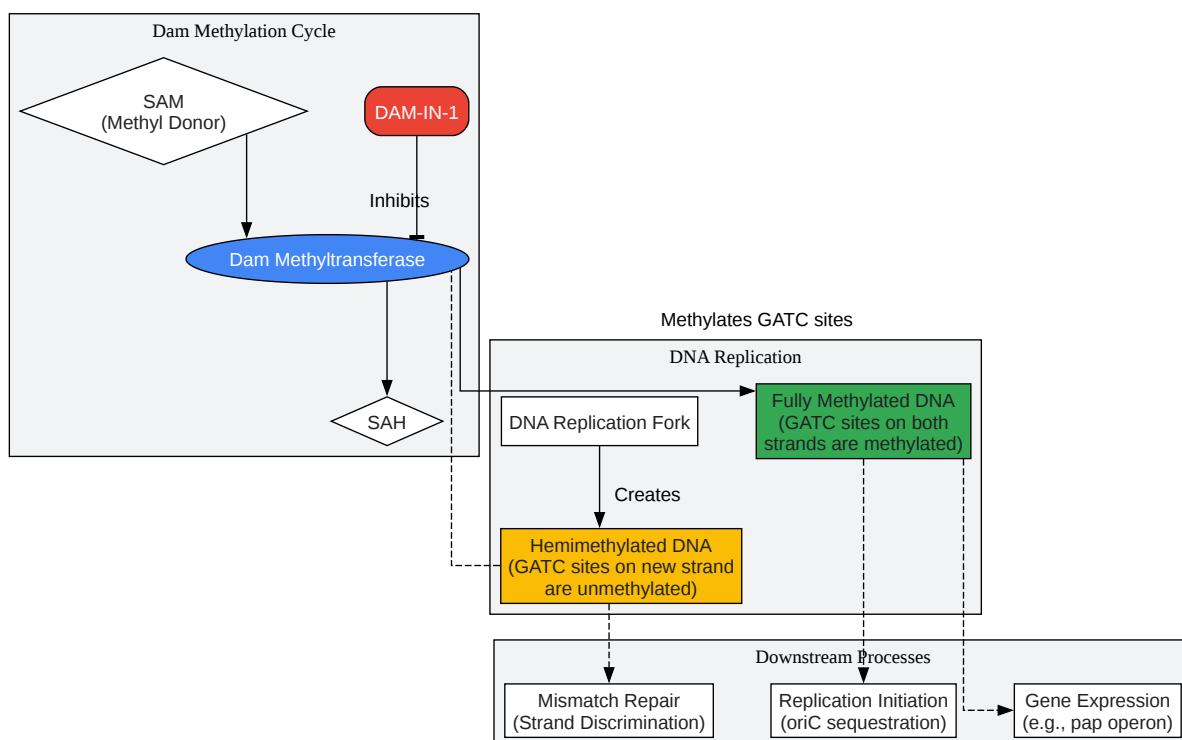 Dam Methylation Cycle
SAM
(Methyl Donor)
DAM-IN-1
Inhibits
Dam Methyltransferase
SAH
Methylates GATC sites
DNA Replication
DNA Replication Fork
Fully Methylated DNA
(GATC sites on both
strands are methylated)
Creates
Hemimethylated DNA
(GATC sites on new strand
are unmethylated)
Downstream Processes
Mismatch Repair
(Strand Discrimination)
Replication Initiation
(oriC sequestration)
Gene Expression
(e.g., pap operon)